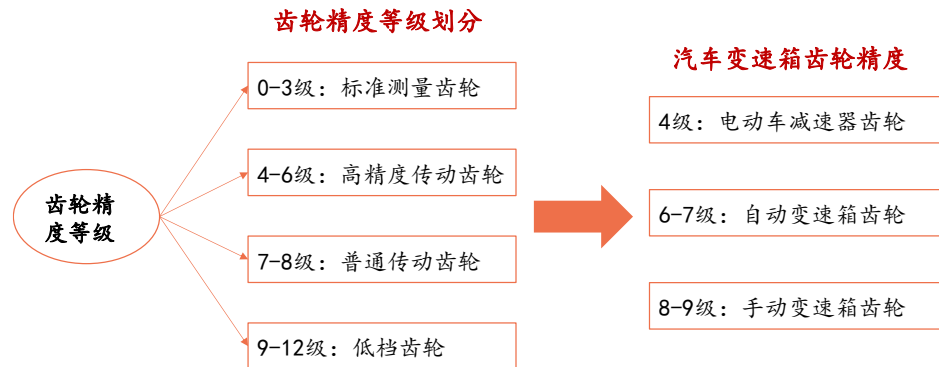 齿轮精度等级划分
汽车变速箱齿轮精度
齿轮精
度等级
0-3级：标准测量齿轮
4-6级：高精度传动齿轮
7-8级：普通传动齿轮
9-12级：低档齿轮
4级：电动车减速器齿轮
6-7级：自动变速箱齿轮
8-9级：手动变速箱齿轮